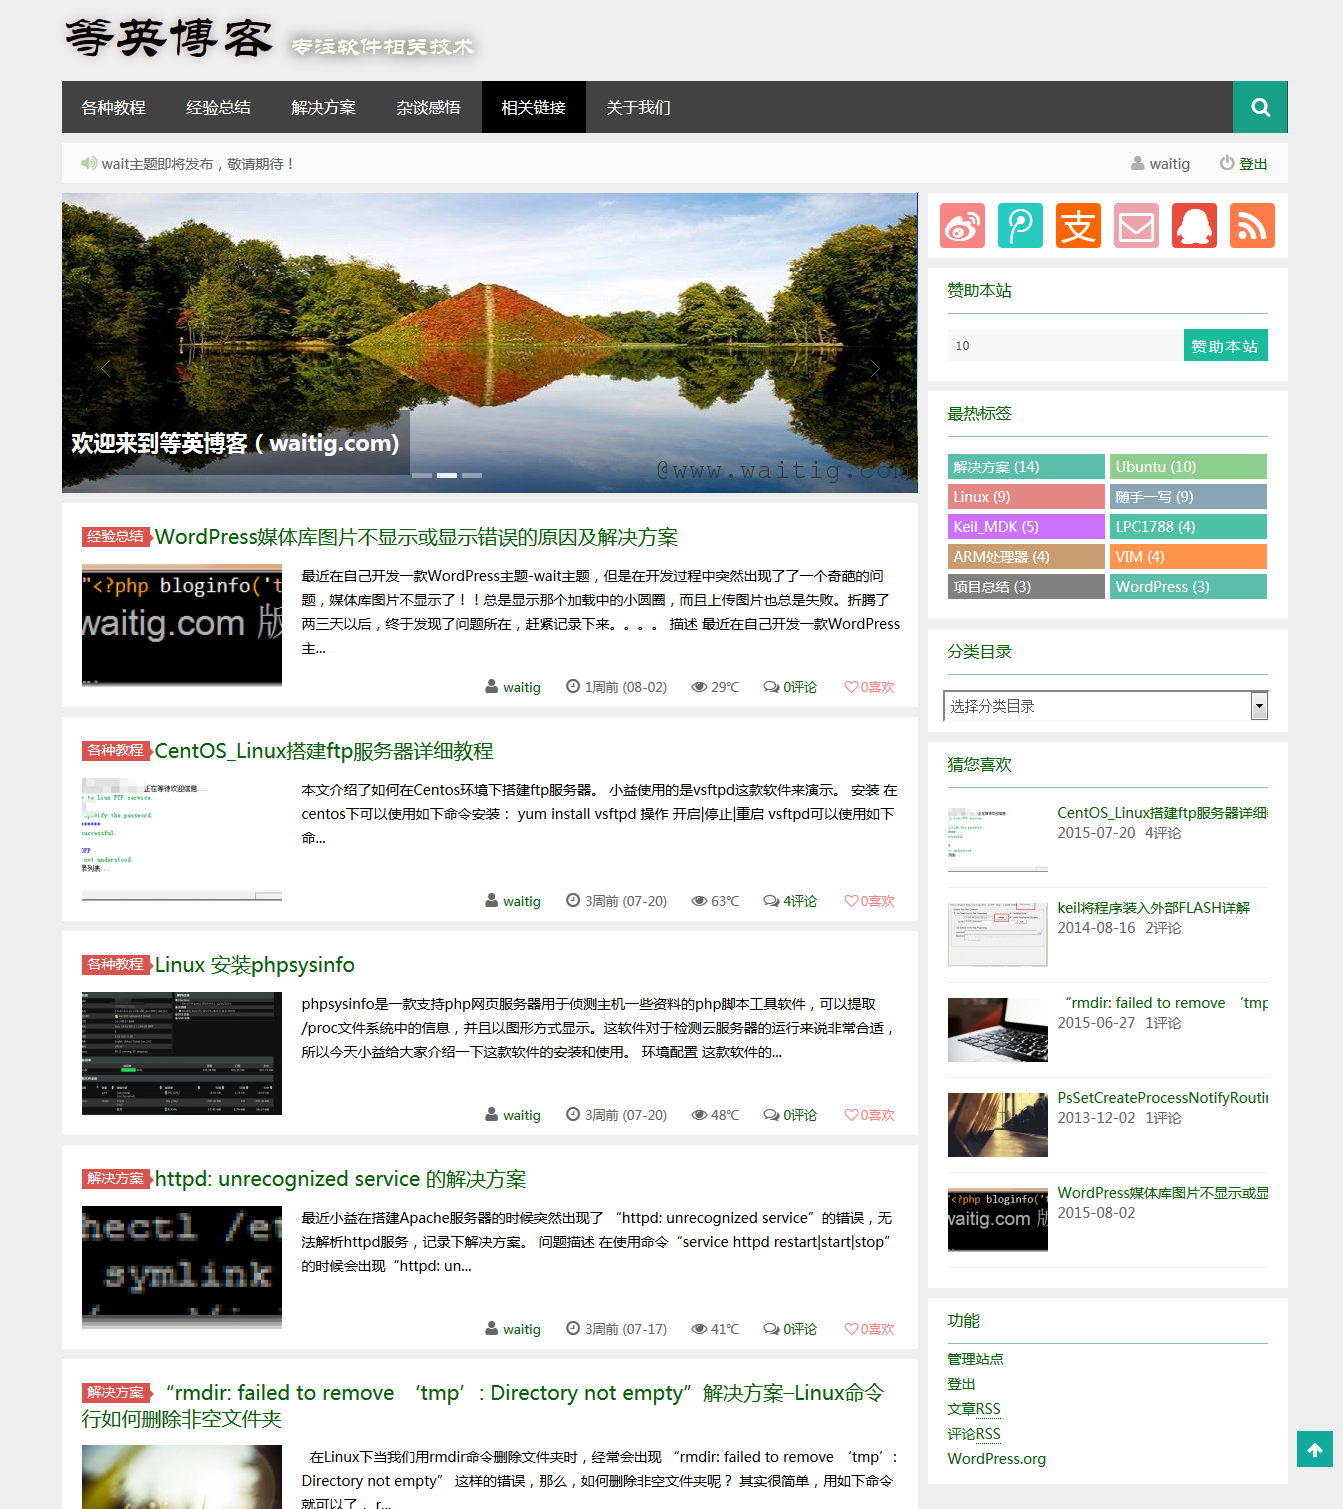 等英博客 专注软件相关技术
各种教程 经验总结 解决方案 杂谈感悟 相关链接 关于我们
wait主题即将发布，敬请期待！ waitig 登出
欢迎来到等英博客（waitig.com)
@www.waitig.com
经验总结 WordPress媒体库图片不显示或显示错误的原因及解决方案
"<?php bloginfo('t
waitig.com 版
最近在自己开发一款WordPress主题-wait主题，但是在开发过程中突然出现了了一个奇葩的问
题，媒体库图片不显示了！！总是显示那个加载中的小圆圈，而且上传图片也总是失败。折腾了
两三天以后，终于发现了问题所在，赶紧记录下来。。。。 描述 最近在自己开发一款WordPress
主...
waitig 1周前 (08-02) 29℃ 0评论 0喜欢
各种教程 CentOS_Linux搭建ftp服务器详细教程
正在等待欢迎信息...
to liun FTP service.
specify the password.
successful.
OFF
not understood.
本文介绍了如何在Centos环境下搭建ftp服务器。 小益使用的是vsftpd这款软件来演示。 安装 在
centos下可以使用如下命令安装： yum install vsftpd 操作 开启|停止|重启 vsftpd可以使用如下
命...
waitig 3周前 (07-20) 63℃ 4评论 0喜欢
各种教程 Linux 安装phpsysinfo
phpsysinfo是一款支持php网页服务器用于侦测主机一些资料的php脚本工具软件，可以提取
/proc文件系统中的信息，并且以图形方式显示。这软件对于检测云服务器的运行来说非常合适，
所以今天小益给大家介绍一下这款软件的安装和使用。 环境配置 这款软件的...
waitig 3周前 (07-20) 48℃ 0评论 0喜欢
解决方案 httpd: unrecognized service 的解决方案
hectl /et
symlink
最近小益在搭建Apache服务器的时候突然出现了 “httpd: unrecognized service” 的错误，无
法解析httpd服务，记录下解决方案。 问题描述 在使用命令 “service httpd restart|start|stop”
的时候会出现 “httpd: un...
waitig 3周前 (07-17) 41℃ 0评论 0喜欢
解决方案 “rmdir: failed to remove ‘tmp’: Directory not empty” 解决方案–Linux命令
行如何删除非空文件夹
在Linux下当我们用rmdir命令删除文件夹时，经常会出现 “rmdir: failed to remove ‘tmp’:
Directory not empty” 这样的错误，那么，如何删除非空文件夹呢？ 其实很简单，用如下命令
就可以了， r...
支
赞助本站
10 赞助本站
最热标签
解决方案 (14) Ubuntu (10)
Linux (9) 随手一写 (9)
Keil_MDK (5) LPC1788 (4)
ARM处理器 (4) VIM (4)
项目总结 (3) WordPress (3)
分类目录
选择分类目录
猜您喜欢
CentOS_Linux搭建ftp服务器详细
2015-07-20 4评论
keil将程序装入外部FLASH详解
2014-08-16 2评论
“rmdir: failed to remove ‘tmp
2015-06-27 1评论
PsSetCreateProcessNotifyRoutin
2013-12-02 1评论
<?php bloginfo('t
waitig.com 版
WordPress媒体库图片不显示或显
2015-08-02
功能
管理站点
登出
文章RSS
评论RSS
WordPress.org